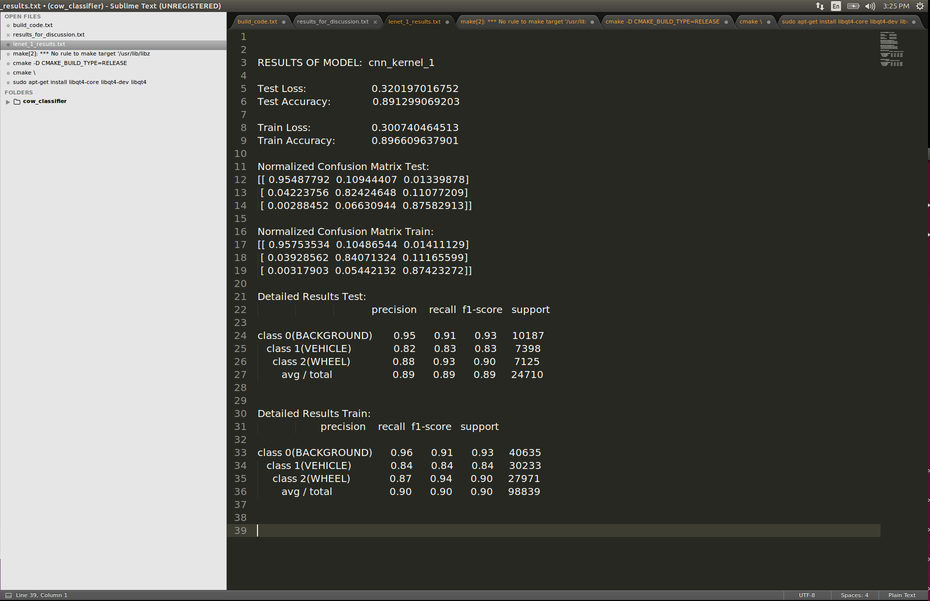 _results.txt • (cow_classifier) - Sublime Text (UNREGISTERED)
En
3:25 PM
OPEN FILES
build_code.txt
results_for_discussion.txt
lenet_1_results.txt
make[2]: *** No rule to make target '/usr/lib/libz
cmake -D CMAKE_BUILD_TYPE=RELEASE
cmake \
sudo apt-get install libqt4-core libqt4-dev libqt4
FOLDERS
cow_classifier
build_code.txt
results_for_discussion.txt
lenet_1_results.txt
make[2]: *** No rule to make target '/usr/lib
cmake -D CMAKE_BUILD_TYPE=RELEASE
cmake \
sudo apt-get install libqt4-core libqt4-dev lib
1
2
3 RESULTS OF MODEL: cnn_kernel_1
4
5 Test Loss: 0.320197016752
6 Test Accuracy: 0.891299069203
7
8 Train Loss: 0.300740464513
9 Train Accuracy: 0.896609637901
10
11 Normalized Confusion Matrix Test:
12 [[ 0.95487792 0.10944407 0.01339878]
13 [ 0.04223756 0.82424648 0.11077209]
14 [ 0.00288452 0.06630944 0.87582913]]
15
16 Normalized Confusion Matrix Train:
17 [[ 0.95753534 0.10486544 0.01411129]
18 [ 0.03928562 0.84071324 0.11165599]
19 [ 0.00317903 0.05442132 0.87423272]]
20
21 Detailed Results Test:
22 precision recall f1-score support
23
24 class 0(BACKGROUND) 0.95 0.91 0.93 10187
25 class 1(VEHICLE) 0.82 0.83 0.83 7398
26 class 2(WHEEL) 0.88 0.93 0.90 7125
27 avg / total 0.89 0.89 0.89 24710
28
29
30 Detailed Results Train:
31 precision recall f1-score support
32
33 class 0(BACKGROUND) 0.96 0.91 0.93 40635
34 class 1(VEHICLE) 0.84 0.84 0.84 30233
35 class 2(WHEEL) 0.87 0.94 0.90 27971
36 avg / total 0.90 0.90 0.90 98839
37
38
39
Line 39, Column 1
UTF-8
Spaces: 4
Plain Text